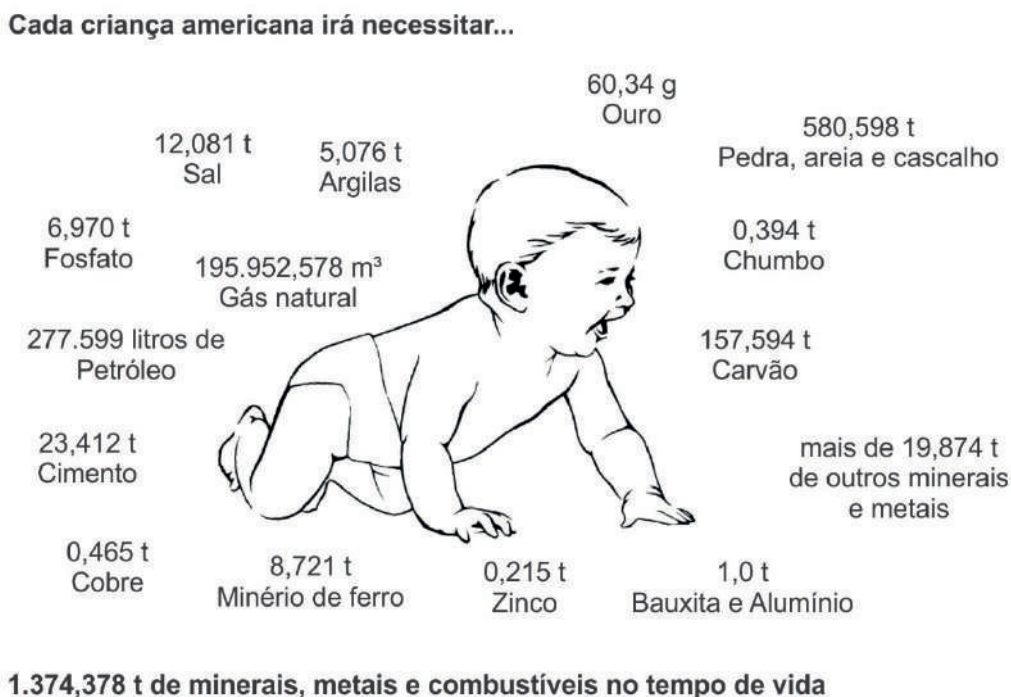 Cada criança americana irá necessitar...
60,34 g
Ouro
580,598 t
Pedra, areia e cascalho
12,081 t
Sal
5,076 t
Argilas
6,970 t
Fosfato
0,394 t
Chumbo
195.952,578 m³
Gás natural
277.599 litros de
Petróleo
157,594 t
Carvão
23,412 t
Cimento
mais de 19,874 t
de outros minerais
e metais
0,465 t
Cobre
8,721 t
Minério de ferro
0,215 t
Zinco
1,0 t
Bauxita e Alumínio
1.374,378 t de minerais, metais e combustíveis no tempo de vida